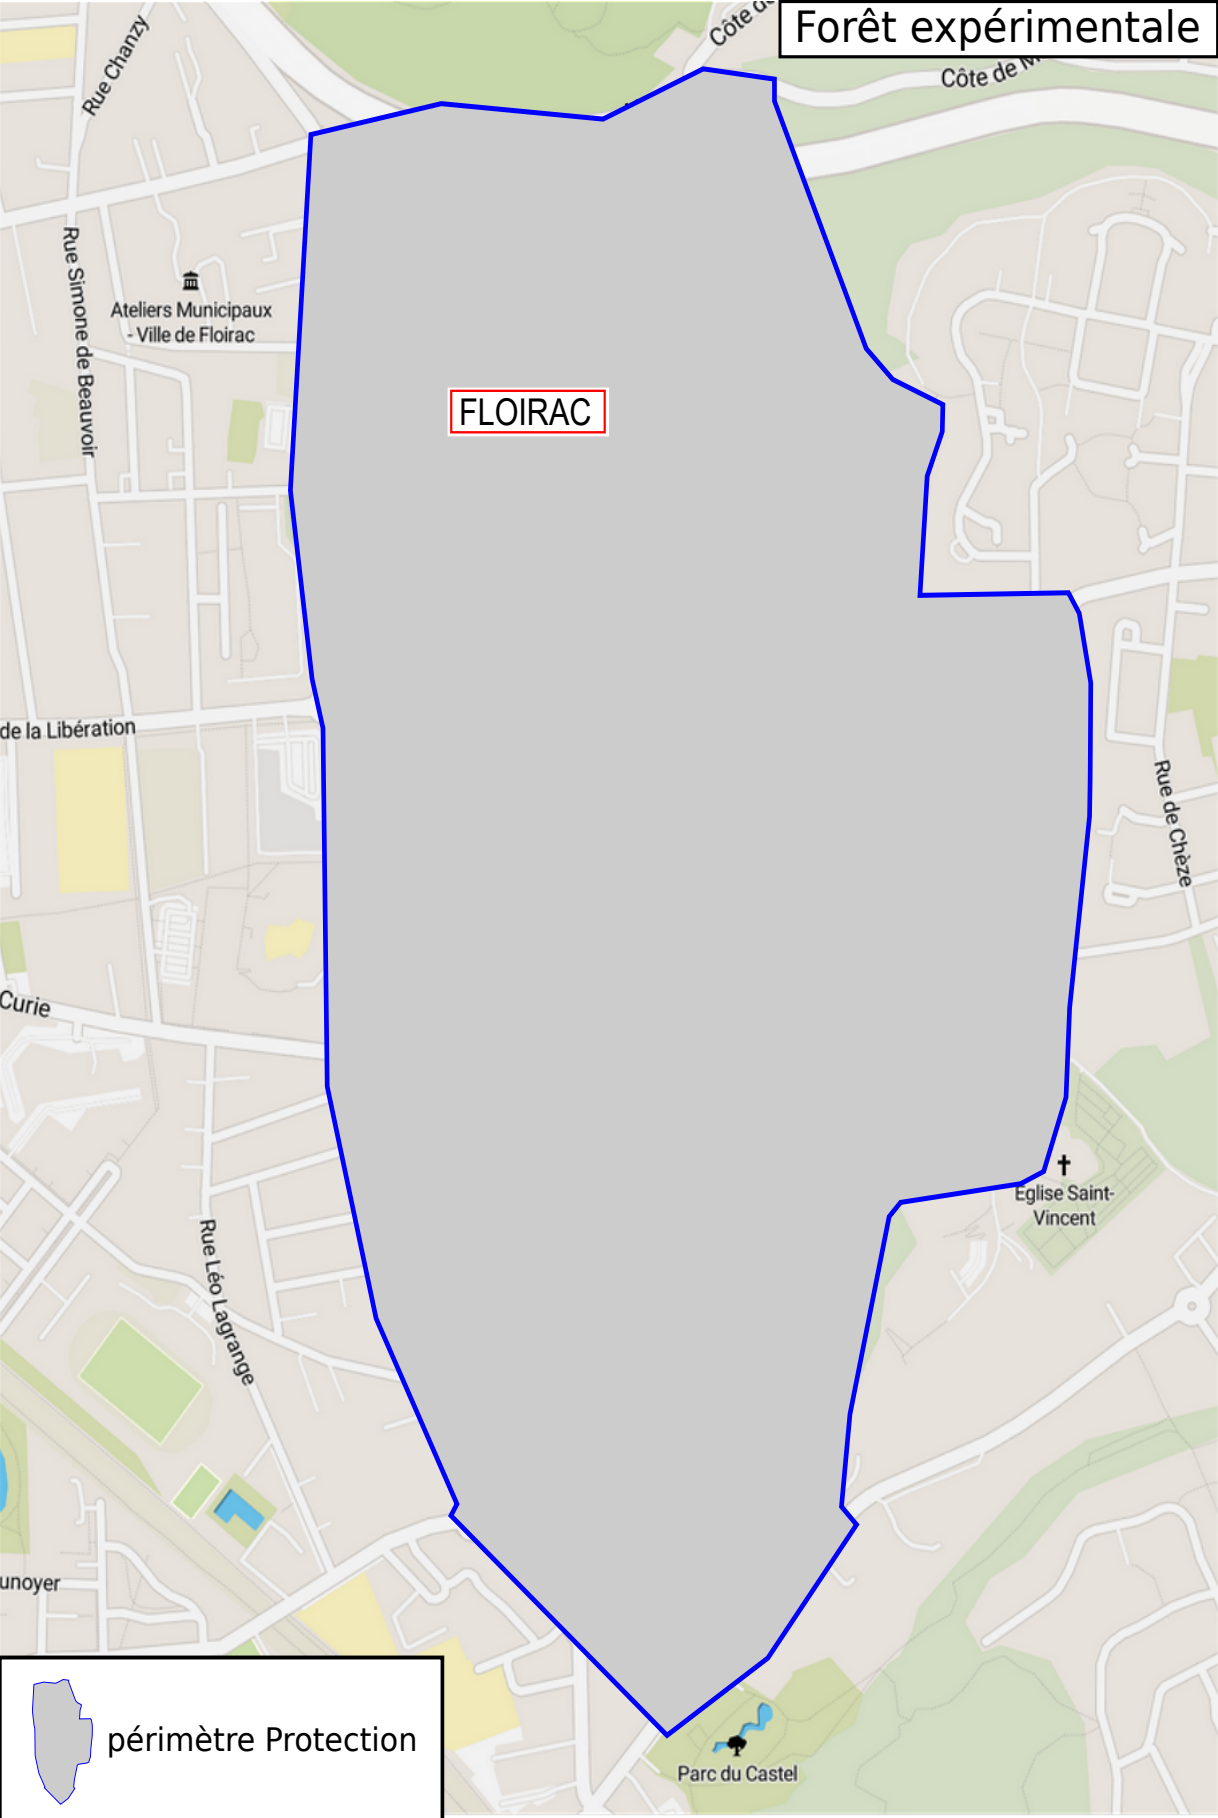 Forêt expérimentale
Côte de
Rue Chanzy
Rue Simone de Beauvoir
Ateliers Municipaux
- Ville de Floirac
FLOIRAC
de la Libération
Rue de Chèze
Curie
Eglise Saint-
Vincent
Rue Léo Lagrange
unoyer
périmètre Protection
Parc du Castel